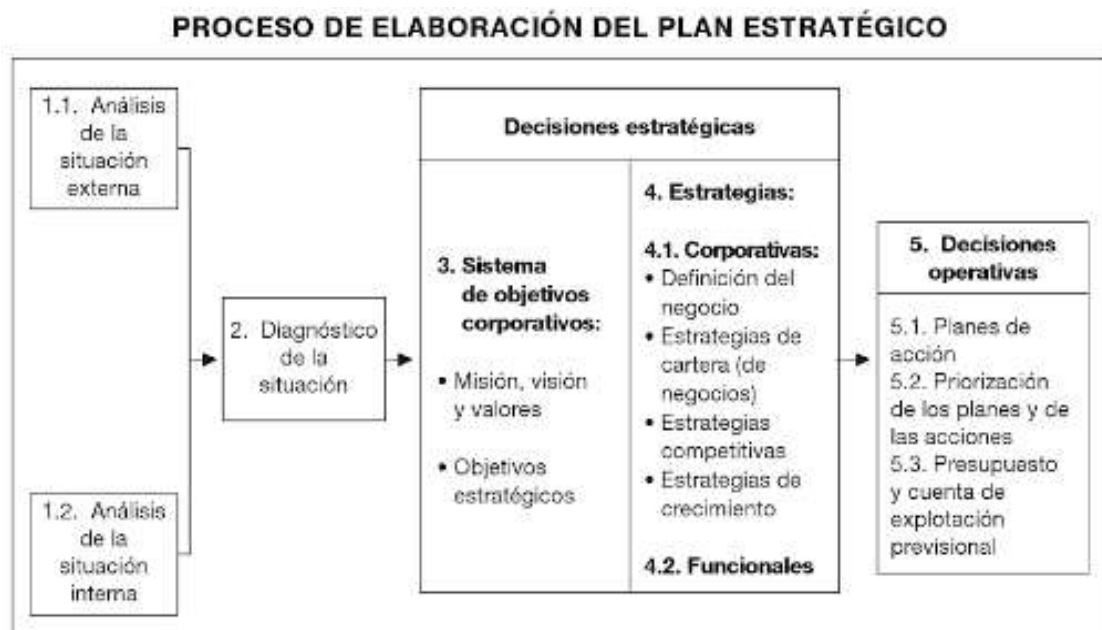 PROCESO DE ELABORACIÓN DEL PLAN ESTRATÉGICO
1.1. Análisis
de la
situación
externa
1.2. Análisis
de la
situación
interna
2. Diagnóstico
de la
situación
Decisiones estratégicas
3. Sistema
de objetivos
corporativos:
• Misión, visión
y valores
• Objetivos
estratégicos
4. Estrategias:
4.1. Corporativas:
• Definición del
negocio
• Estrategias de
cartera (de
negocios)
• Estrategias
competitivas
• Estrategias de
crecimiento
4.2. Funcionales
5. Decisiones
operativas
5.1. Planes de
acción
5.2. Priorización
de los planes y de
las acciones
5.3. Presupuesto
y cuenta de
explotación
previsional